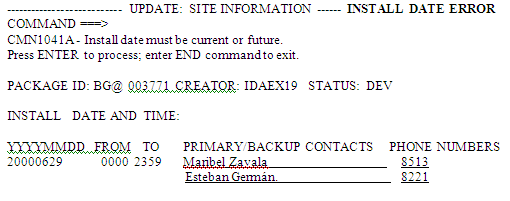 --------------------------- UPDATE: SITE INFORMATION ------ INSTALL DATE ERROR
COMMAND ===>
CMN1041A - Install date must be current or future.
Press ENTER to process; enter END command to exit.
PACKAGE ID: BG@ 003771 CREATOR: IDAEX19 STATUS: DEV
INSTALL DATE AND TIME:
YYYYMMDD FROM TO PRIMARY/BACKUP CONTACTS PHONE NUMBERS
20000629 0000 2359 Maribel Zavala 8513
Esteban Germán. 8221